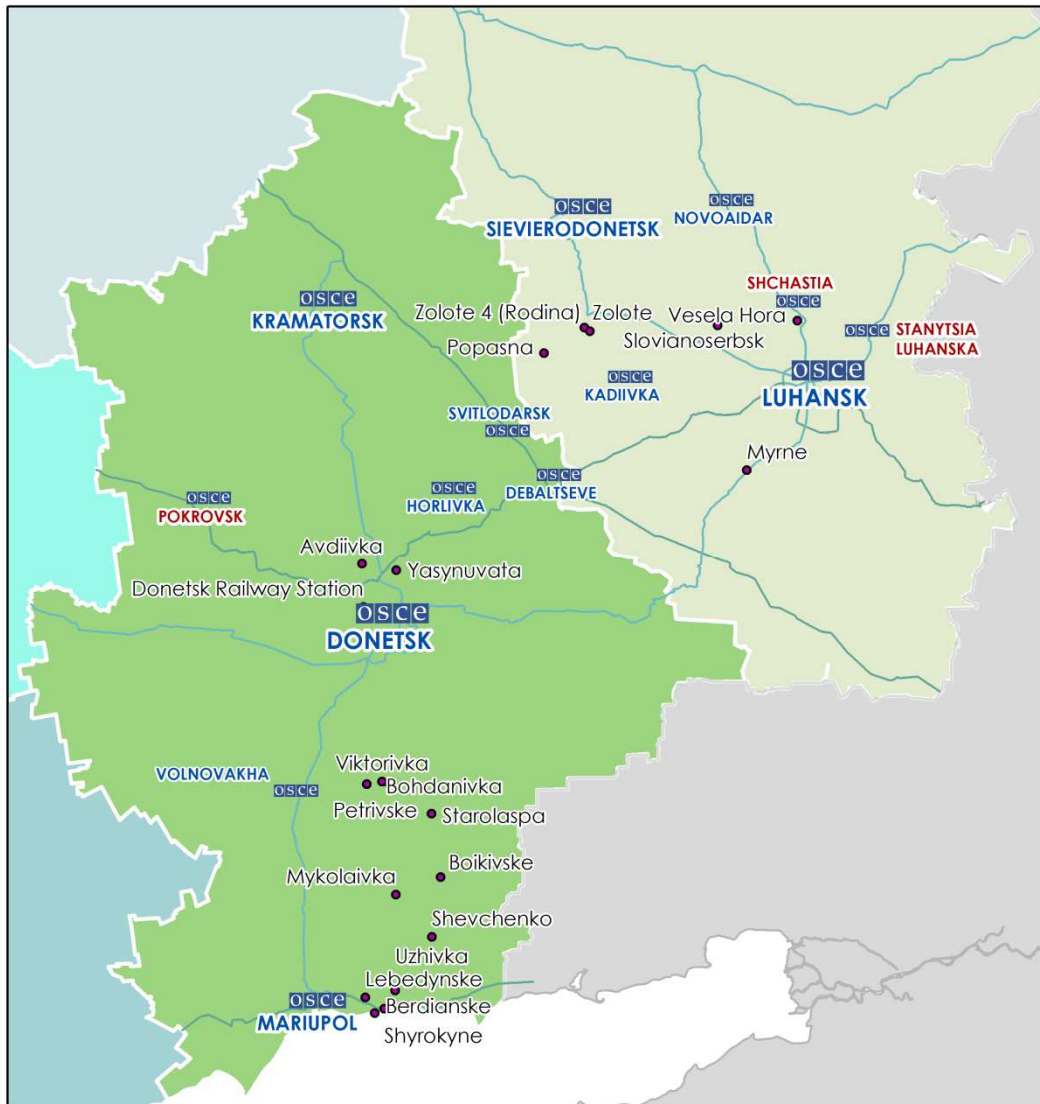 osce
SIEVIERODONETSK
osce
NOVOAIDAR
SHCHASTIA
osce
osce
KRAMATORSK
Zolote 4 (Rodina)
Zolote
Vesela Hora
Slovianoserbsk
osce
STANYTSIA
LUHANSKA
Popasna
osce
KADIIVKA
osce
LUHANSK
SVITLODARSK
osce
Myrne
osce
DEBALTSEVE
osce
HORLIVKA
osce
POKROVSK
Avdiivka
Yasynuvata
Donetsk Railway Station
osce
DONETSK
Viktorivka
VOLNOVAKHA
osce
Bohdanivka
Petrivske
Starolaspa
Boikivske
Mykolaivka
Shevchenko
Uzhivka
Lebedynske
osce
MARIUPOL
Berdianske
Shyrokyne